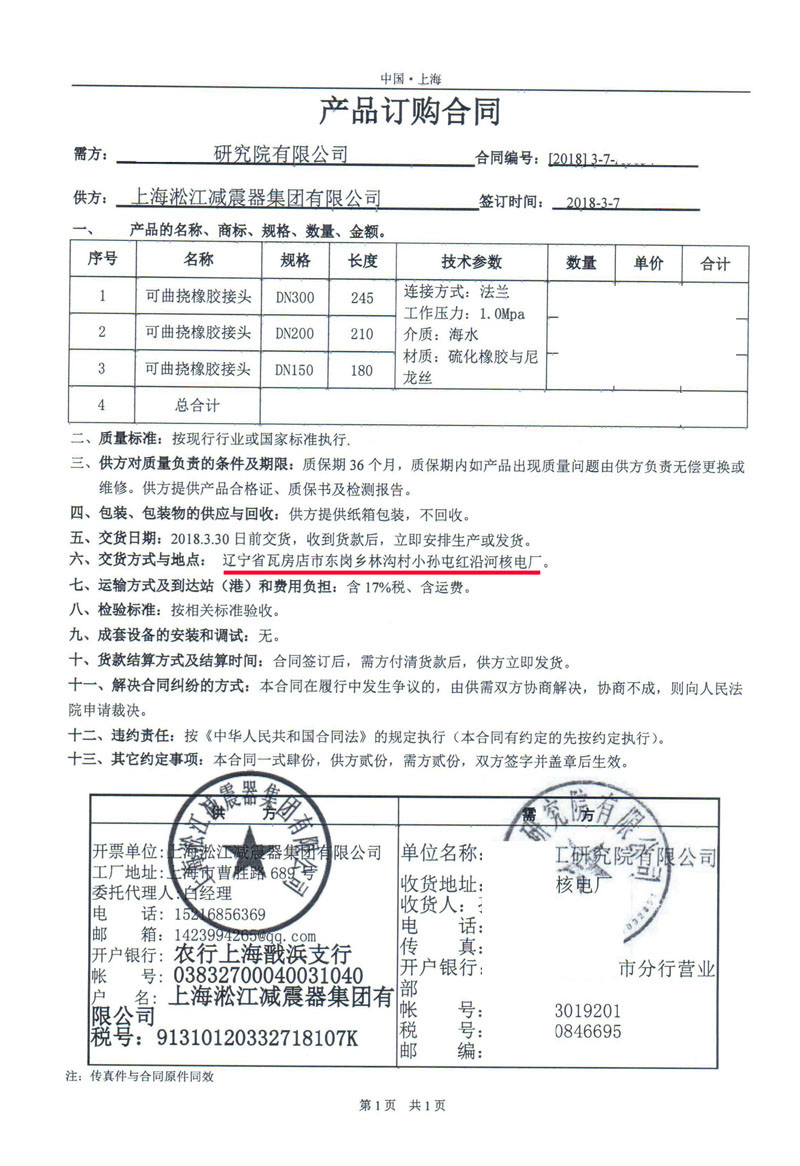 中国·上海
产品订购合同
需方： 研究院有限公司 合同编号：[2018] 3-7-
供方： 上海淞江减震器集团有限公司 签订时间： 2018-3-7
一、 产品的名称、商标、规格、数量、金额。
序号 名称 规格 长度 技术参数 数量 单价 合计
1 可曲挠橡胶接头 DN300 245
2 可曲挠橡胶接头 DN200 210
3 可曲挠橡胶接头 DN150 180
连接方式：法兰
工作压力：1.0Mpa
介质：海水
材质：硫化橡胶与尼
龙丝
4 总合计
二、质量标准：按现行行业或国家标准执行.
三、供方对质量负责的条件及期限：质保期 36 个月，质保期内如产品出现质量问题由供方负责无偿更换或
维修。供方提供产品合格证、质保书及检测报告。
四、包装、包装物的供应与回收：供方提供纸箱包装，不回收。
五、交货日期：2018.3.30 日前交货，收到货款后，立即安排生产或发货。
六、交货方式与地点： 辽宁省瓦房店市东岗乡林沟村小孙屯红沿河核电厂。
七、运输方式及到达站（港）和费用负担：含 17%税、含运费。
八、检验标准：按相关标准验收。
九、成套设备的安装和调试：无。
十、货款结算方式及结算时间：合同签订后，需方付清货款后，供方立即发货。
十一、解决合同纠纷的方式：本合同在履行中发生争议的，由供需双方协商解决，协商不成，则向人民法
院申请裁决。
十二、违约责任：按《中华人民共和国合同法》的规定执行（本合同有约定的先按约定执行）。
十三、其它约定事项：本合同一式肆份，供方贰份，需方贰份，双方签字并盖章后生效。
供 方
开票单位：上海淞江减震器集团有限公司
工厂地址：上海市曹胜路 689 号
委托代理人：白经理
电 话：15216856369
邮 箱：1423994265@qq.com
开户银行：农行上海戬浜支行
帐 号：03832700040031040
户 名：上海淞江减震器集团有
限公司
税号：91310120332718107K
上海淞江减震器集团有限公司
需 方
单位名称： 工研究院有限公司
收货地址： 核电厂
收货人：
电 话：
传 真：
开户银行： 市分行营业
部
帐 号： 3019201
税 号： 0846695
邮 编：
研究院有限公司
注：传真件与合同原件同效
第 1 页 共 1 页